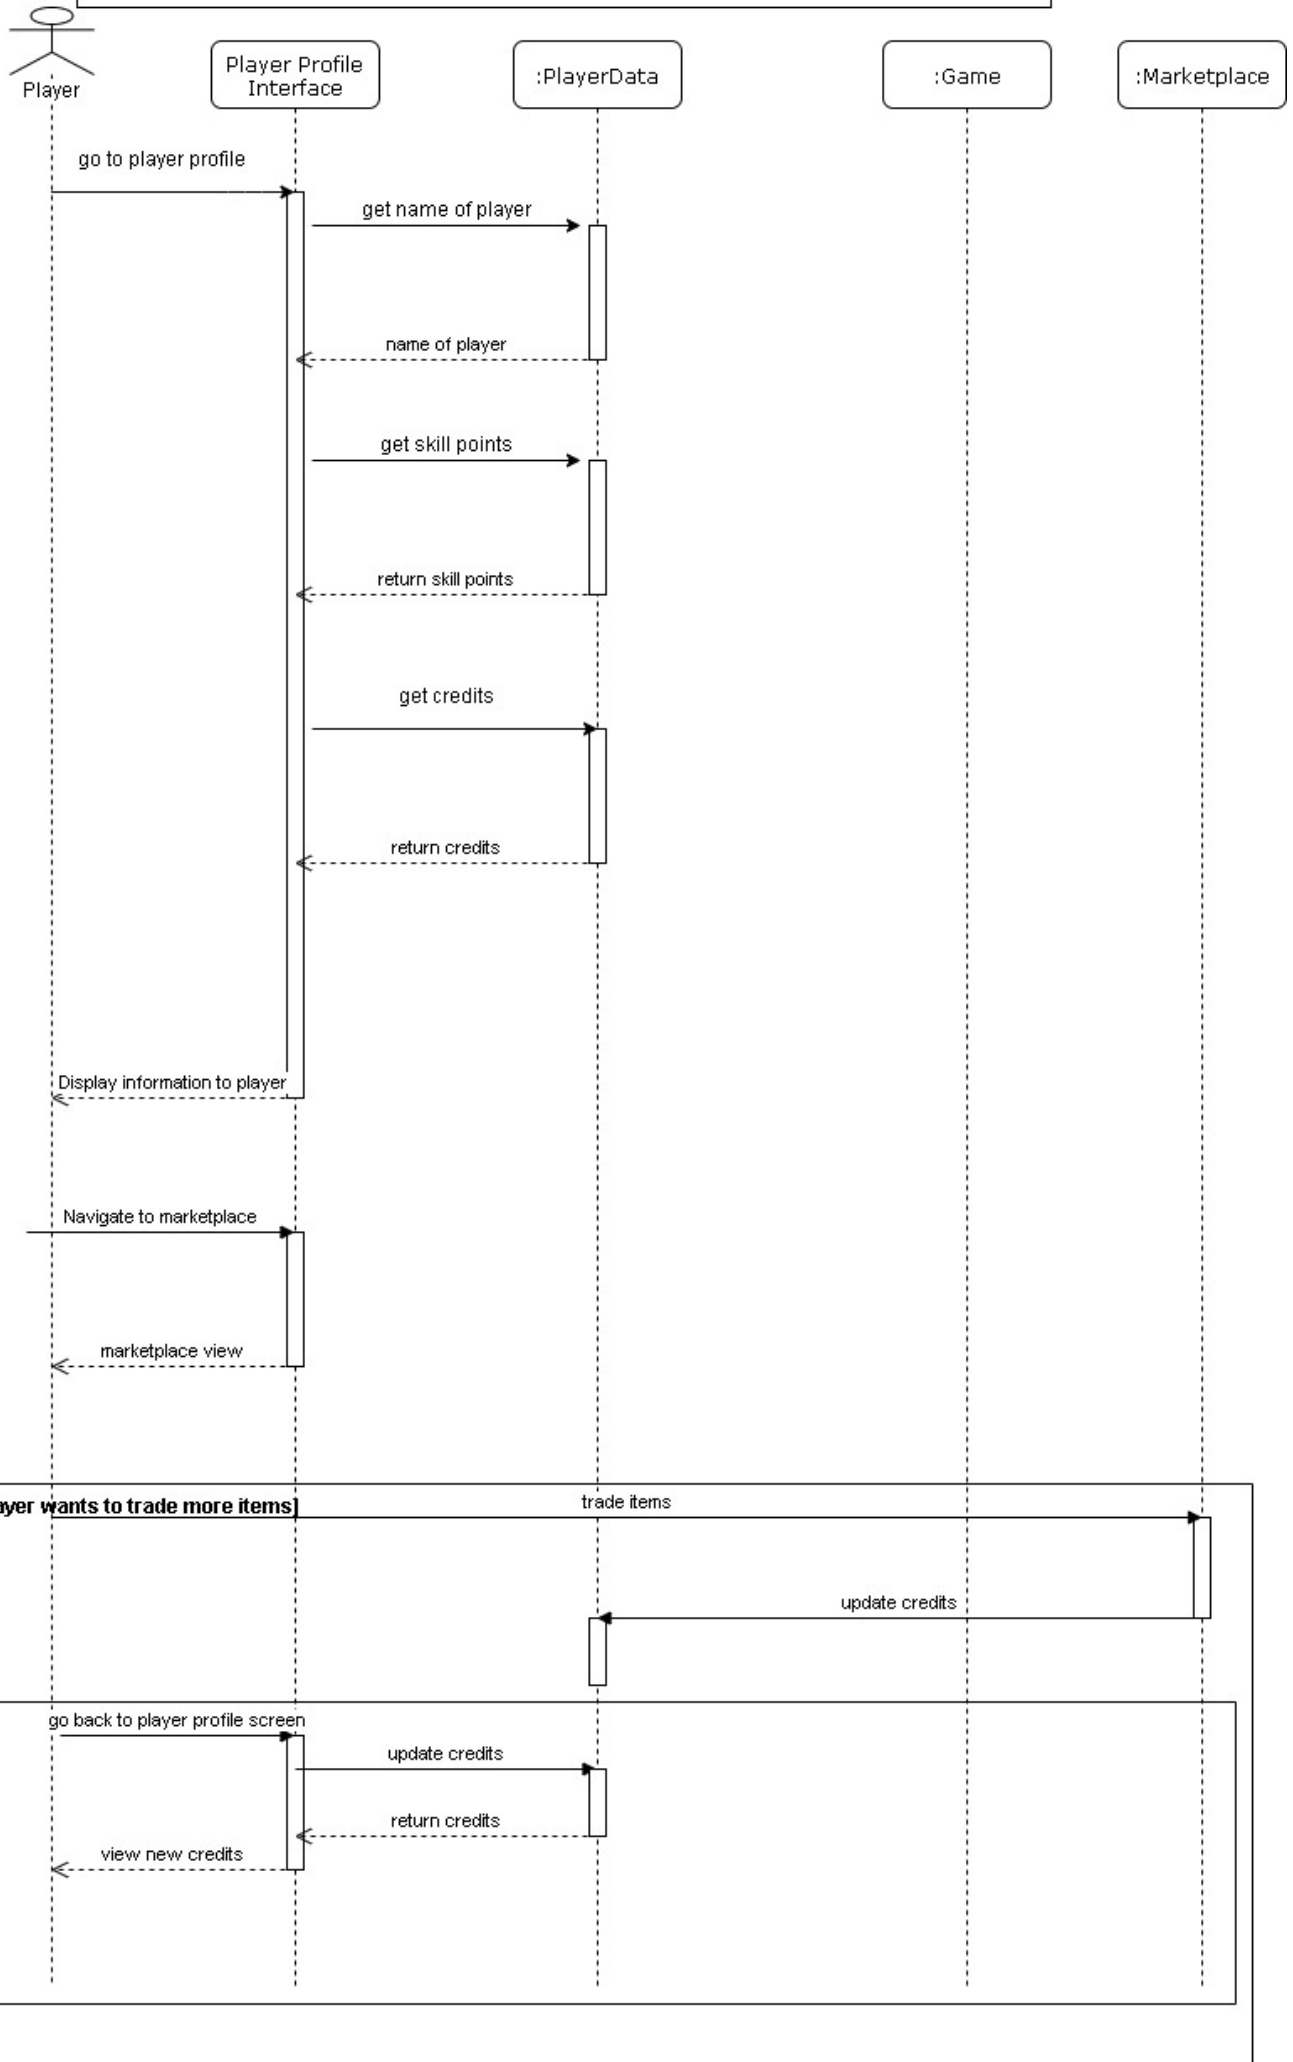 Player
Player Profile
Interface
:PlayerData
:Game
:Marketplace
go to player profile
get name of player
name of player
get skill points
return skill points
get credits
return credits
Display information to player
Navigate to marketplace
marketplace view
ayer wants to trade more items]
trade items
update credits
go back to player profile screen
update credits
return credits
view new credits